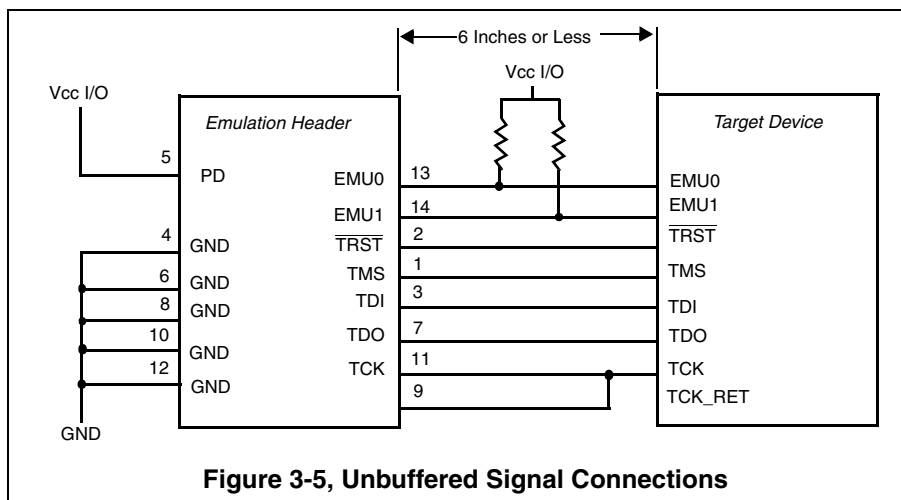 6 Inches or Less
Vcc I/O
Vcc I/O
Emulation Header
Target Device
5
PD
EMU0
13
EMU0
EMU1
14
EMU1
4
GND
TRST
2
TRST
6
GND
TMS
1
TMS
8
GND
TDI
3
TDI
10
GND
TDO
7
TDO
12
GND
TCK
11
TCK
9
TCK_RET
GND
Figure 3-5, Unbuffered Signal Connections